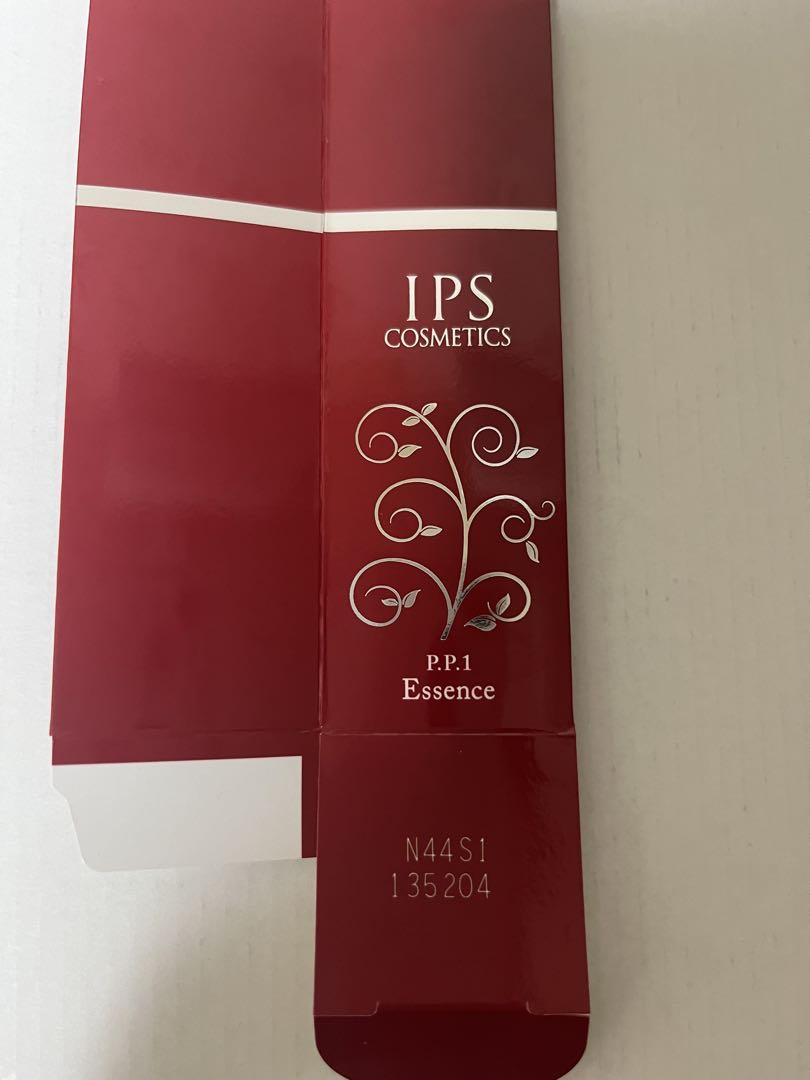 IPS
COSMETICS
P.P.1
Essence
N44S1
135204